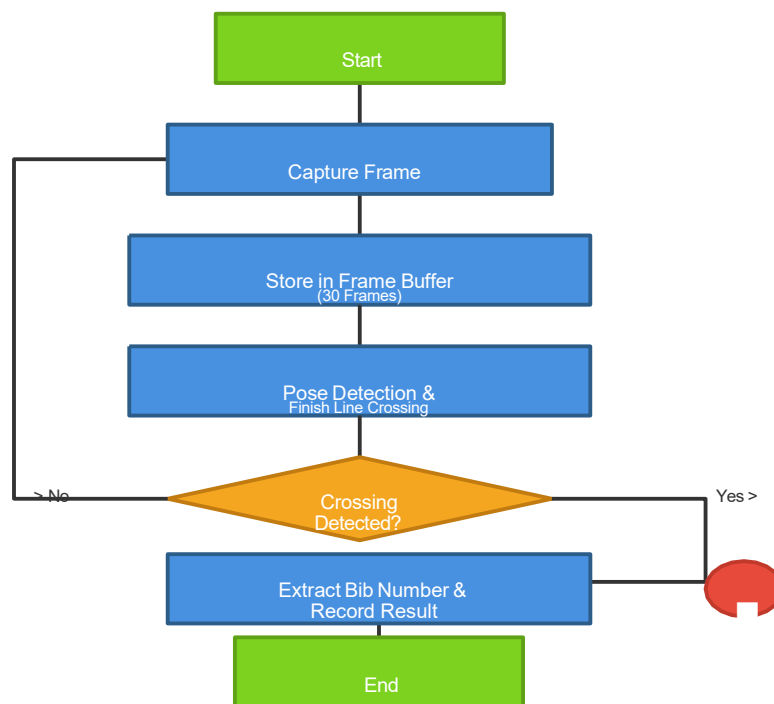 Start
Capture Frame
Store in Frame Buffer
(30 Frames)
Pose Detection &
Finish Line Crossing
> No
Yes >
Crossing
Detected?
Extract Bib Number &
Record Result
End